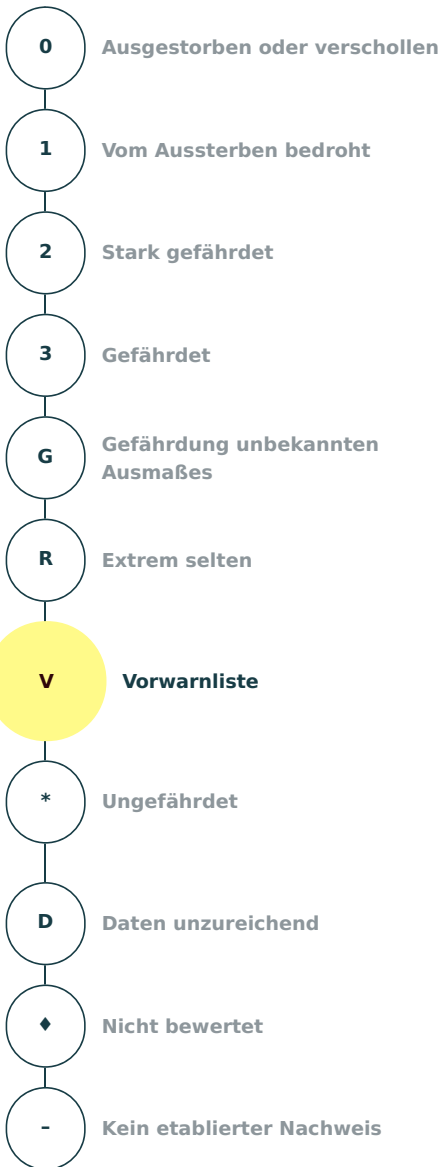 0 Ausgestorben oder verschollen
1 Vom Aussterben bedroht
2 Stark gefährdet
3 Gefährdet
G Gefährdung unbekannten
Ausmaßes
R Extrem selten
V Vorwarnliste
* Ungefährdet
D Daten unzureichend
♦ Nicht bewertet
– Kein etablierter Nachweis